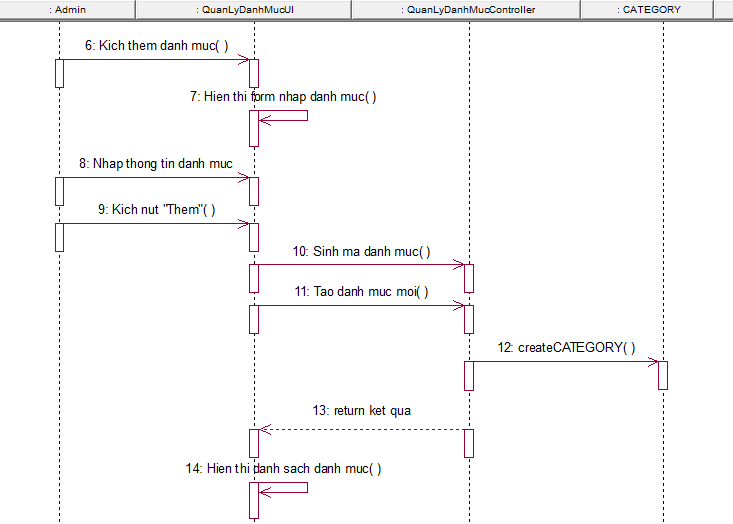 : Admin
: QuanLyDanhMucUI
: QuanLyDanhMucController
: CATEGORY
6: Kich them danh muc( )
7: Hien thi form nhap danh muc( )
8: Nhap thong tin danh muc
9: Kich nut "Them"( )
10: Sinh ma danh muc( )
11: Tao danh muc moi( )
12: createCATEGORY( )
13: return ket qua
14: Hien thi danh sach danh muc( )